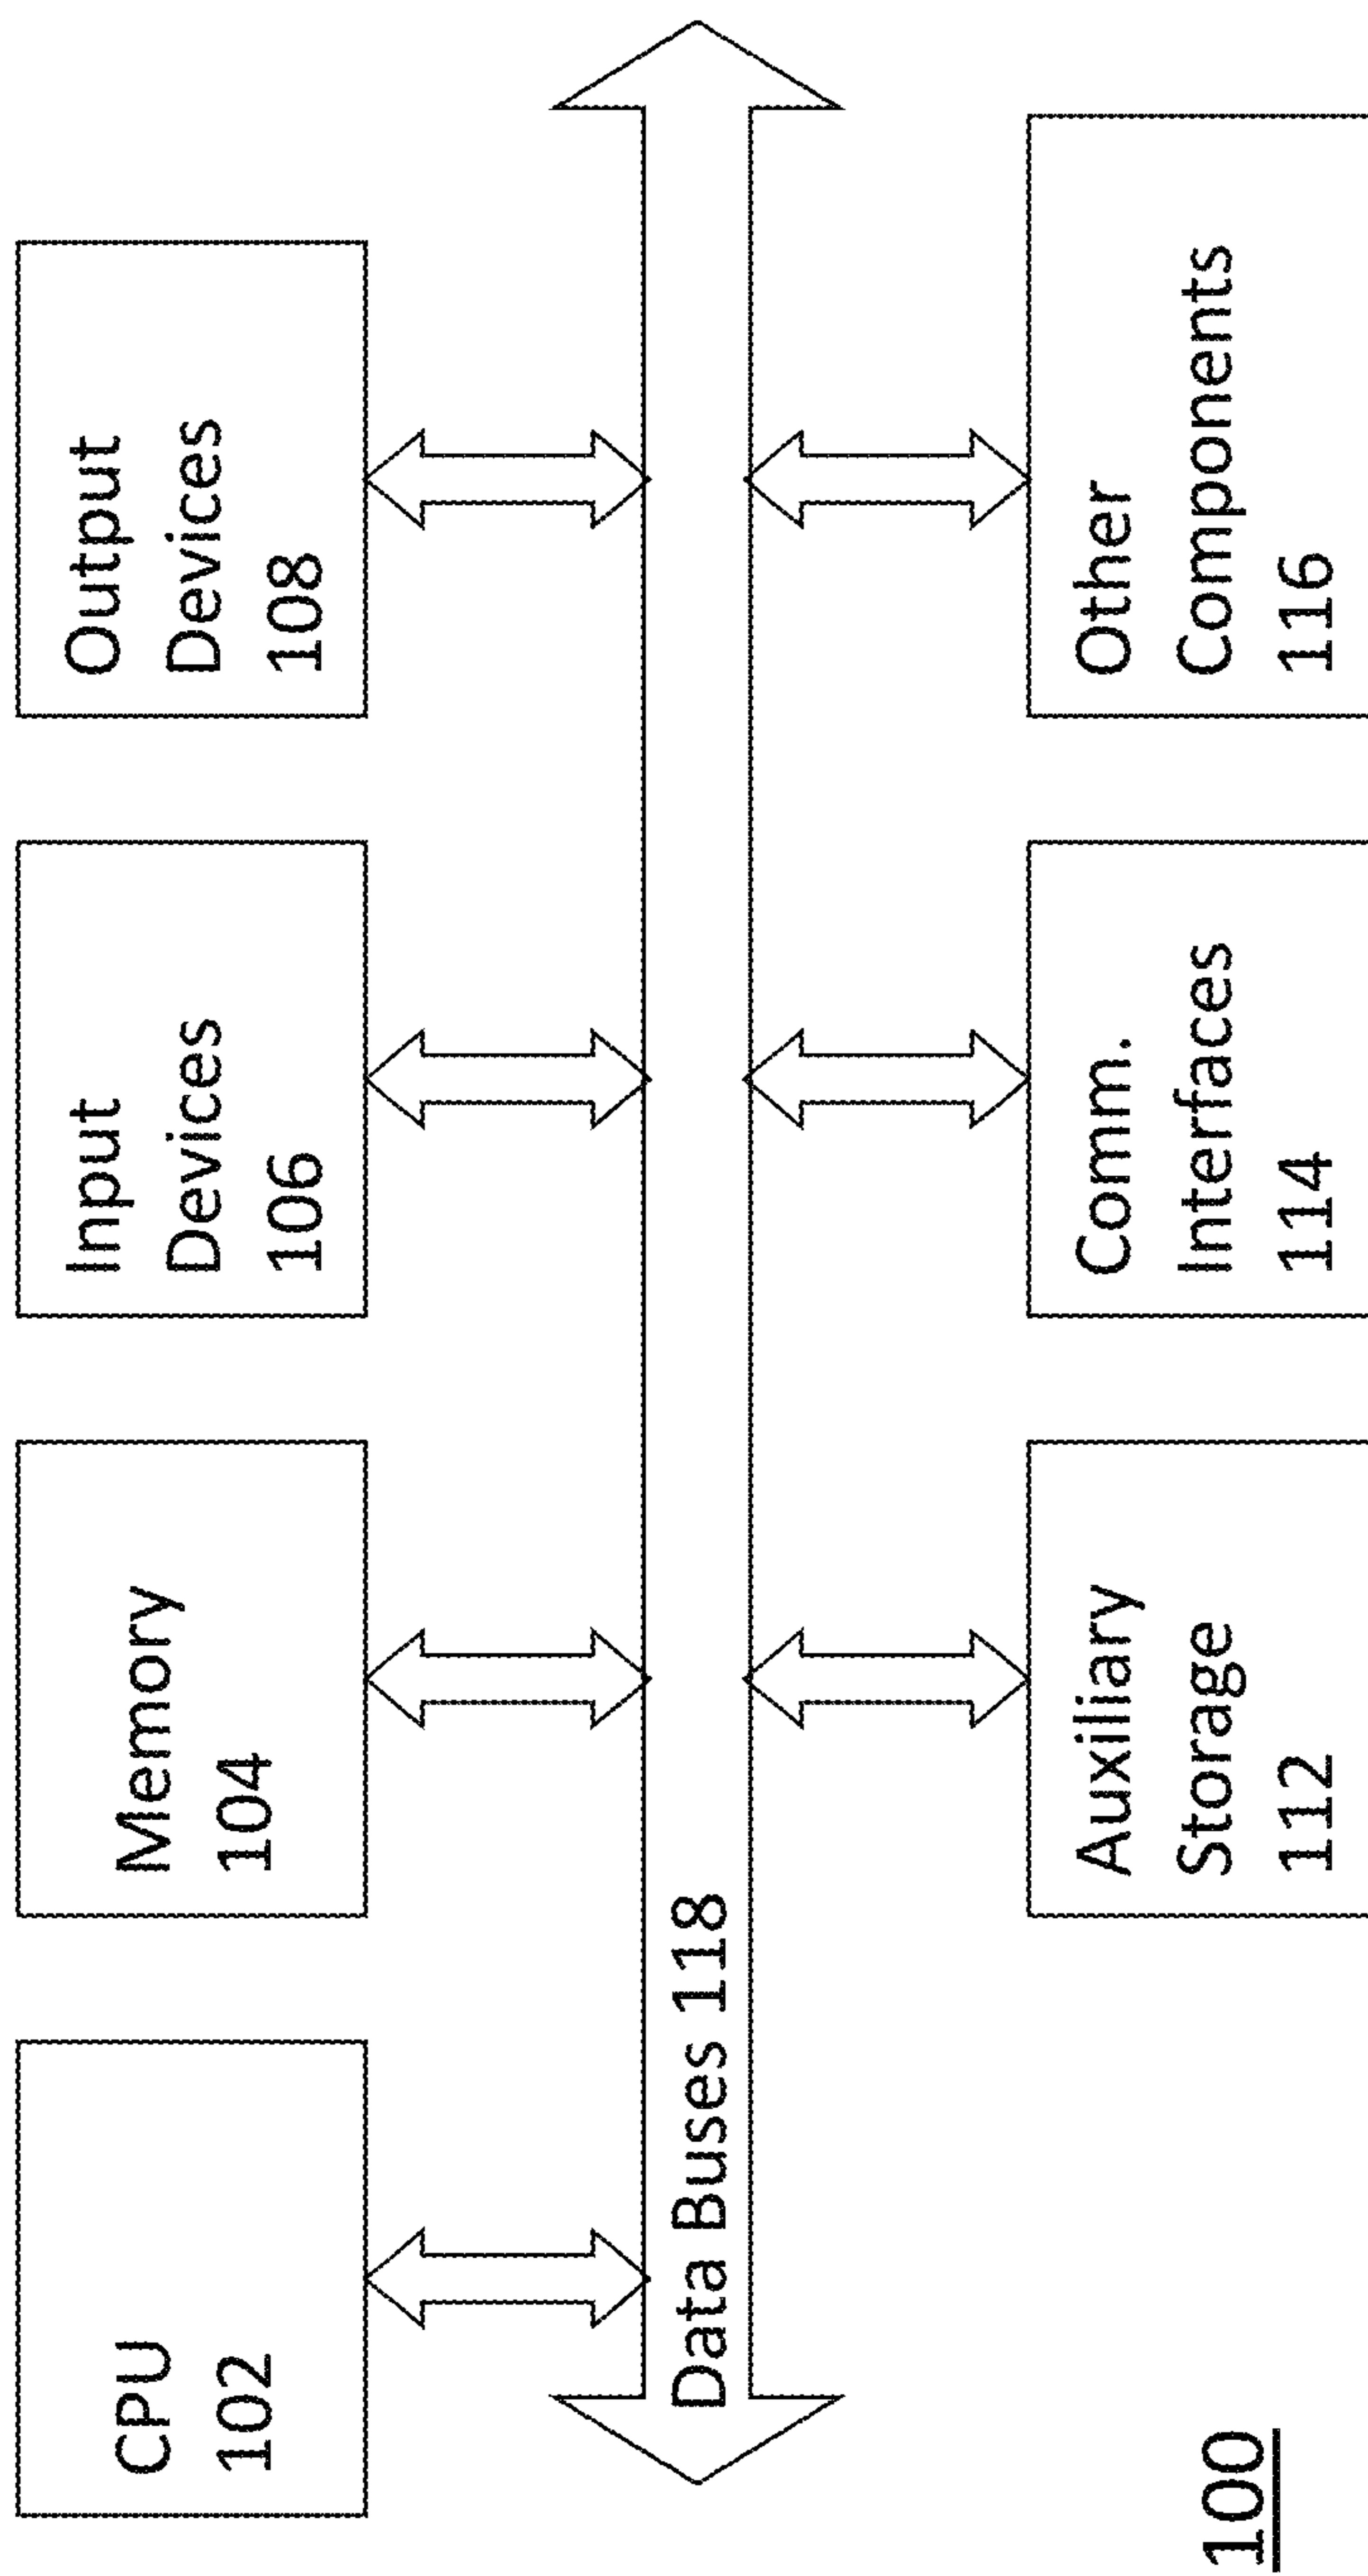 CPU
102
Memory
104
Input
Devices
106
Output
Devices
108
Data Buses 118
Auxiliary
Storage
112
Comm.
Interfaces
114
Other
Components
116
100